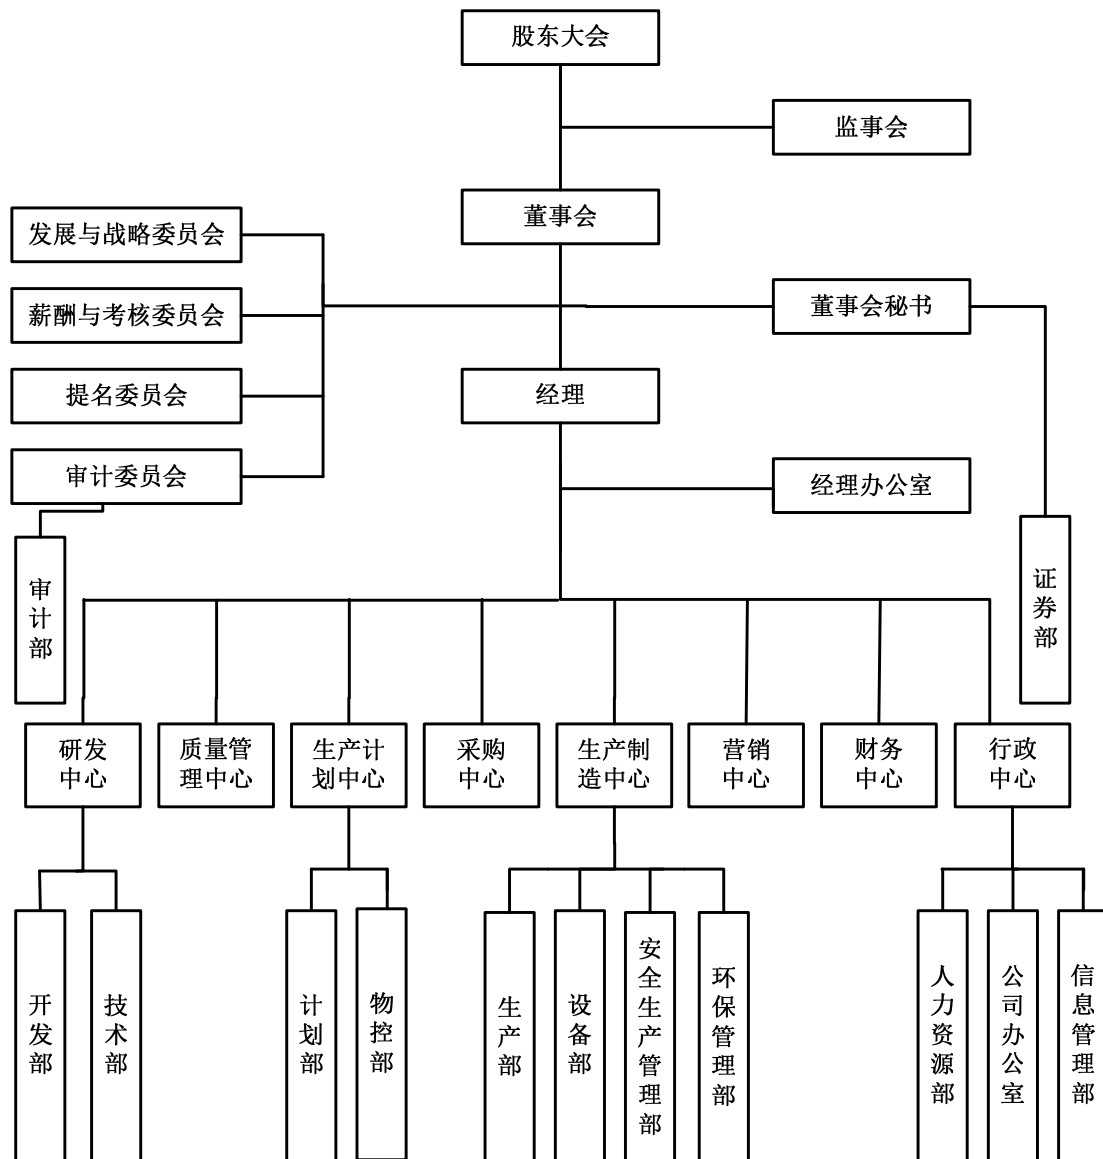 股东大会
监事会
董事会
发展与战略委员会
薪酬与考核委员会
提名委员会
审计委员会
董事会秘书
经理
经理办公室
审计部
证券部
研发
中心
质量管
理中心
生产计
划中心
采购
中心
生产制
造中心
营销
中心
财务
中心
行政
中心
开发部
技术部
计划部
物控部
生产部
设备部
安全生产管理部
环保管理部
人力资源部
公司办公室
信息管理部